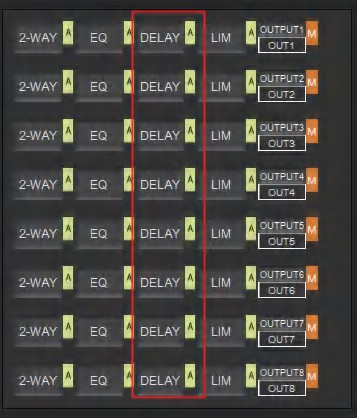 2-WAY A EQ A DELAY A LIM A OUTPUT1 M
OUT1
2-WAY A EQ A DELAY A LIM A OUTPUT2 M
OUT2
2-WAY A EQ A DELAY A LIM A OUTPUT3 M
OUT3
2-WAY A EQ A DELAY A LIM A OUTPUT4 M
OUT4
2-WAY A EQ A DELAY A LIM A OUTPUT5 M
OUT5
2-WAY A EQ A DELAY A LIM A OUTPUT6 M
OUT6
2-WAY A EQ A DELAY A LIM A OUTPUT7 M
OUT7
2-WAY A EQ A DELAY A LIM A OUTPUT8 M
OUT8